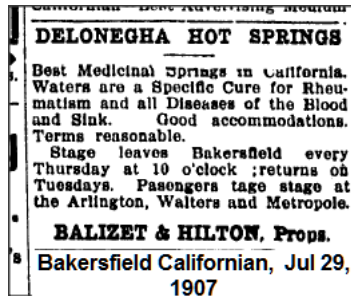 DELONEGHA HOT SPRINGS
Best Medicinal Springs in California.
Waters are a Specific Cure for Rheu-
matism and all Diseases of the Blood
and Sink. Good accommodations.
Terms reasonable.
Stage leaves Bakersfield every
Thursday at 10 o'clock ;returns on
Tuesdays. Pasengers tage stage at
the Arlington, Walters and Metropole.
BALIZET & HILTON, Props.
Bakersfield Californian, Jul 29,
1907